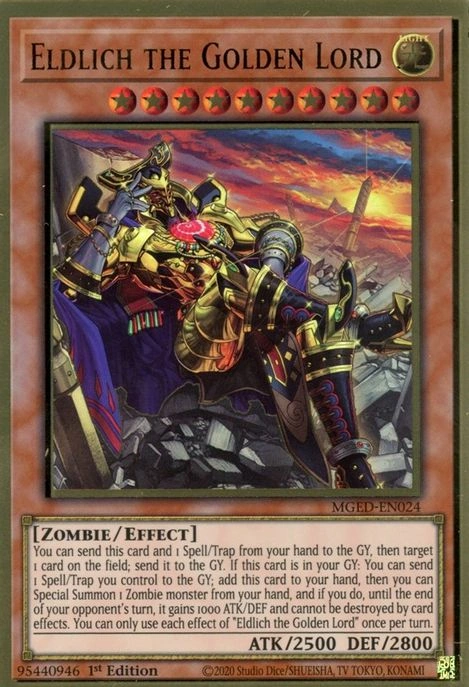 ELDLICH THE GOLDEN LORD
LIGHT
MGED-EN024
[ZOMBIE/EFFECT]
You can send this card and 1 Spell/Trap from your hand to the GY, then target
1 card on the field; send it to the GY. If this card is in your GY: You can send
1 Spell/Trap you control to the GY; add this card to your hand, then you can
Special Summon 1 Zombie monster from your hand, and if you do, until the end
of your opponent's turn, it gains 1000 ATK/DEF and cannot be destroyed by card
effects. You can only use each effect of "Eldlich the Golden Lord" once per turn.
ATK/2500 DEF/2800
95440946 1st Edition ©2020 Studio Dice/SHUEISHA, TV TOKYO, KONAMI